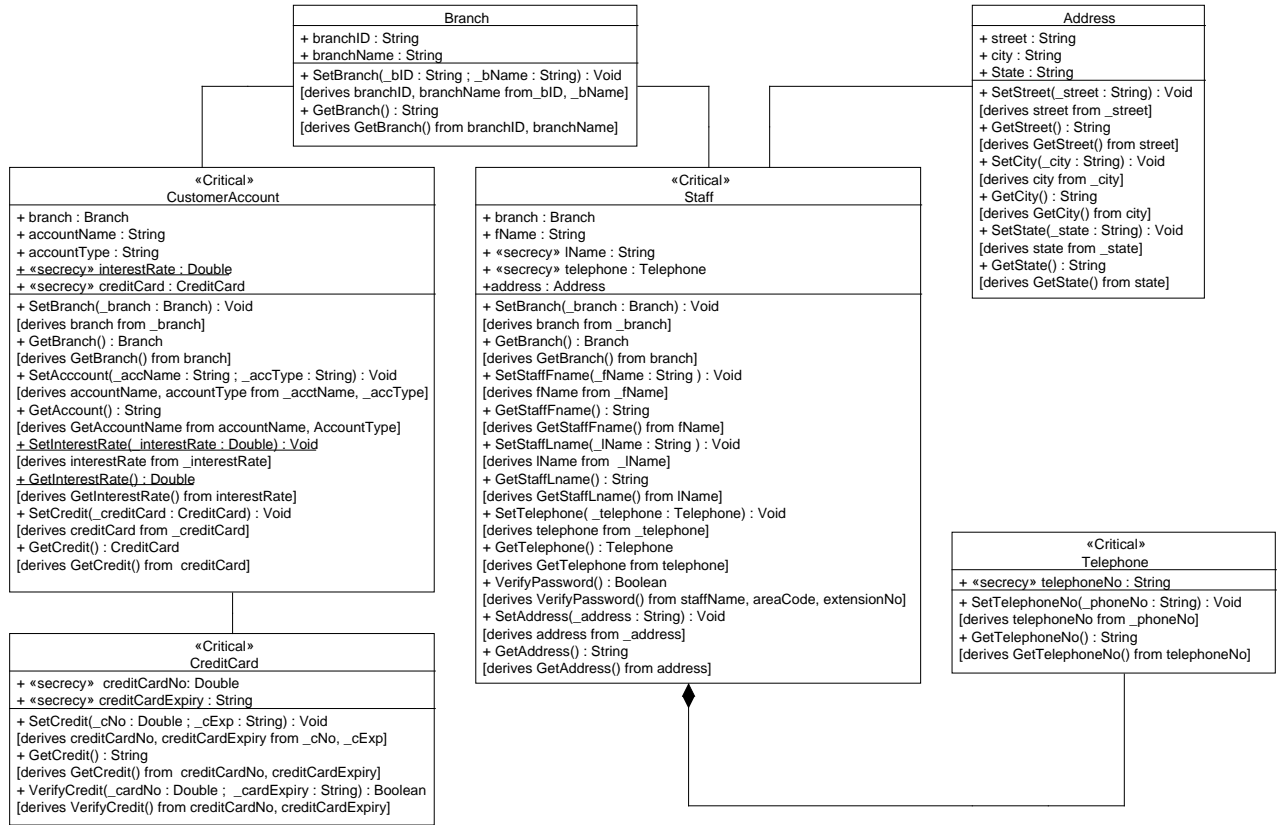 Branch
+ branchID : String
+ branchName : String
+ SetBranch(_bID : String ; _bName : String) : Void
[derives branchID, branchName from_bID, _bName]
+ GetBranch() : String
[derives GetBranch() from branchID, branchName]
Address
+ street : String
+ city : String
+ State : String
+ SetStreet(_street : String) : Void
[derives street from _street]
+ GetStreet() : String
[derives GetStreet() from street]
+ SetCity(_city : String) : Void
[derives city from _city]
+ GetCity() : String
[derives GetCity() from city]
+ SetState(_state : String) : Void
[derives state from _state]
+ GetState() : String
[derives GetState() from state]
«Critical»
CustomerAccount
+ branch : Branch
+ accountName : String
+ accountType : String
+ «secrecy» interestRate : Double
+ «secrecy» creditCard : CreditCard
+ SetBranch(_branch : Branch) : Void
[derives branch from _branch]
+ GetBranch() : Branch
[derives GetBranch() from branch]
+ SetAcccount(_accName : String ; _accType : String) : Void
[derives accountName, accountType from _acctName, _accType]
+ GetAccount() : String
[derives GetAccountName from accountName, AccountType]
+ SetInterestRate(_interestRate : Double) : Void
[derives interestRate from _interestRate]
+ GetInterestRate() : Double
[derives GetInterestRate() from interestRate]
+ SetCredit(_creditCard : CreditCard) : Void
[derives creditCard from _creditCard]
+ GetCredit() : CreditCard
[derives GetCredit() from creditCard]
«Critical»
Staff
+ branch : Branch
+ fName : String
+ «secrecy» lName : String
+ «secrecy» telephone : Telephone
+address : Address
+ SetBranch(_branch : Branch) : Void
[derives branch from _branch]
+ GetBranch() : Branch
[derives GetBranch() from branch]
+ SetStaffFname(_fName : String ) : Void
[derives fName from _fName]
+ GetStaffFname() : String
[derives GetStaffFname() from fName]
+ SetStaffLname(_lName : String ) : Void
[derives lName from _lName]
+ GetStaffLname() : String
[derives GetStaffLname() from lName]
+ SetTelephone( _telephone : Telephone) : Void
[derives telephone from _telephone]
+ GetTelephone() : Telephone
[derives GetTelephone from telephone]
+ VerifyPassword() : Boolean
[derives VerifyPassword() from staffName, areaCode, extensionNo]
+ SetAddress(_address : String) : Void
[derives address from _address]
+ GetAddress() : String
[derives GetAddress() from address]
«Critical»
Telephone
+ «secrecy» telephoneNo : String
+ SetTelephoneNo(_phoneNo : String) : Void
[derives telephoneNo from _phoneNo]
+ GetTelephoneNo() : String
[derives GetTelephoneNo() from telephoneNo]
«Critical»
CreditCard
+ «secrecy» creditCardNo: Double
+ «secrecy» creditCardExpiry : String
+ SetCredit(_cNo : Double ; _cExp : String) : Void
[derives creditCardNo, creditCardExpiry from _cNo, _cExp]
+ GetCredit() : String
[derives GetCredit() from creditCardNo, creditCardExpiry]
+ VerifyCredit(_cardNo : Double ; _cardExpiry : String) : Boolean
[derives VerifyCredit() from creditCardNo, creditCardExpiry]